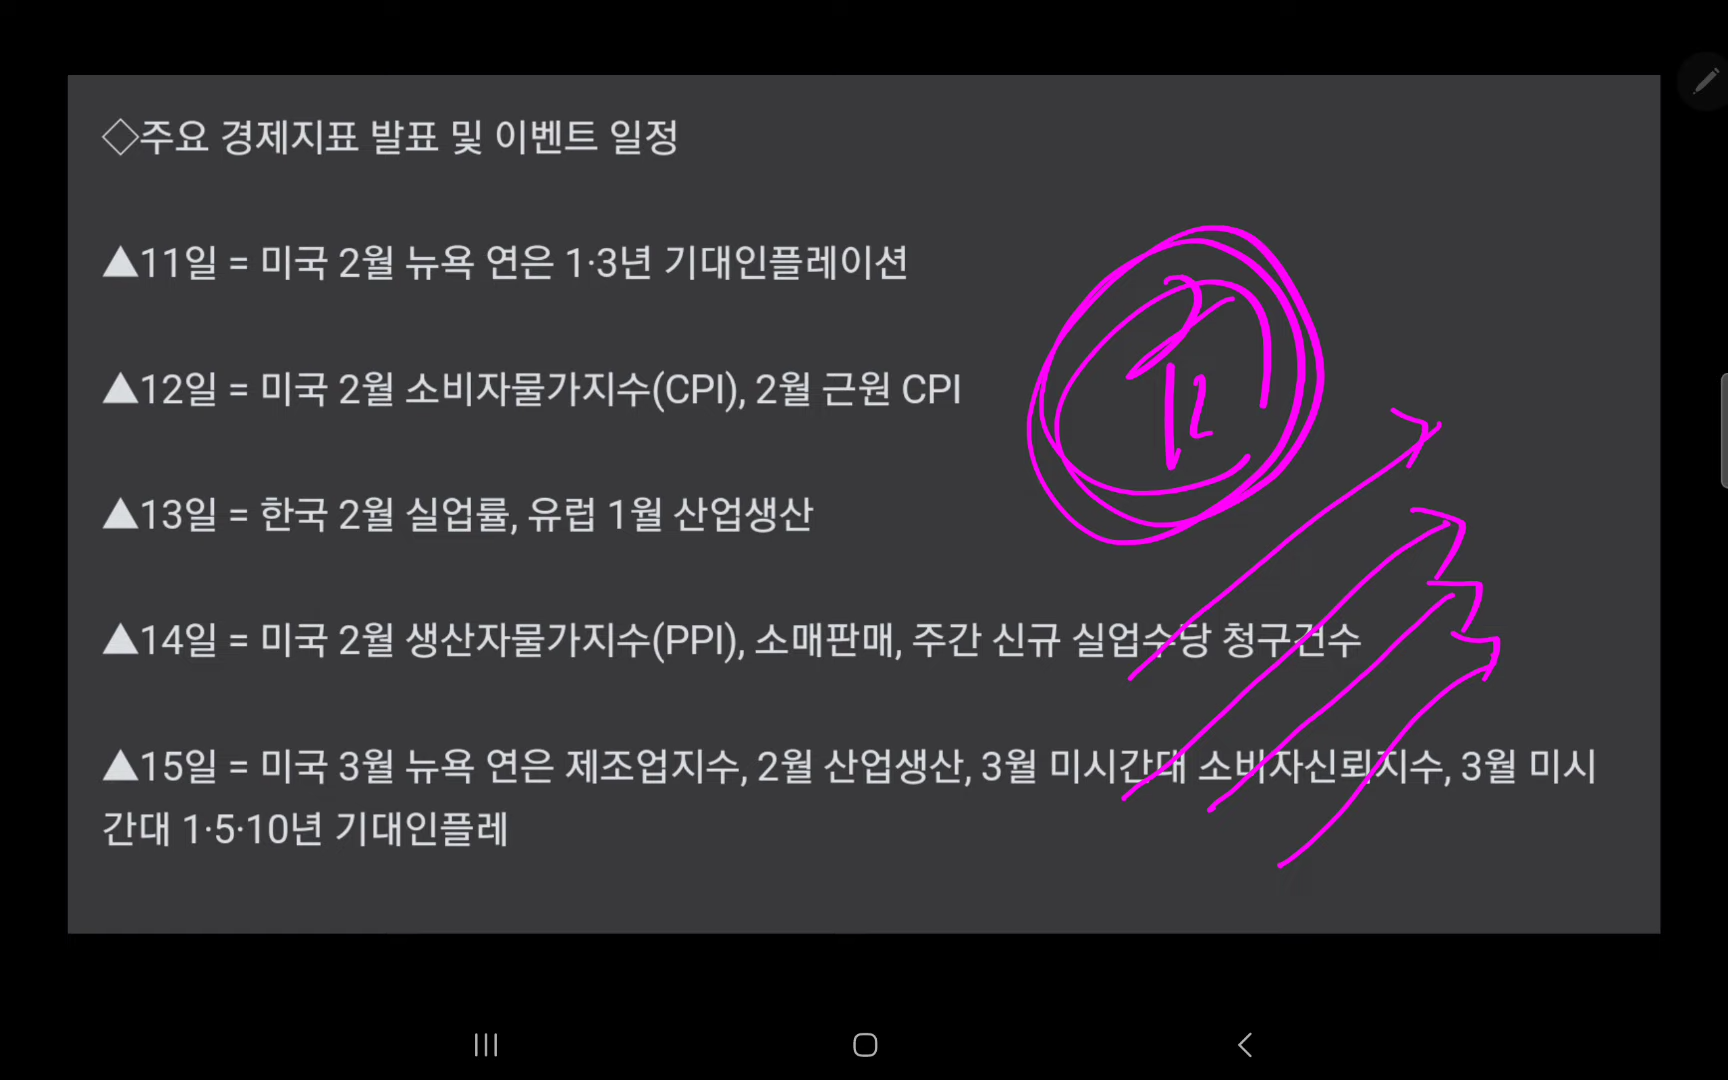 ◇주요 경제지표 발표 및 이벤트 일정
▲11일 = 미국 2월 뉴욕 연은 1·3년 기대인플레이션
▲12일 = 미국 2월 소비자물가지수(CPI), 2월 근원 CPI
▲13일 = 한국 2월 실업률, 유럽 1월 산업생산
▲14일 = 미국 2월 생산자물가지수(PPI), 소매판매, 주간 신규 실업수당 청구건수
▲15일 = 미국 3월 뉴욕 연은 제조업지수, 2월 산업생산, 3월 미시간대 소비자신뢰지수, 3월 미시
간대 1·5·10년 기대인플레